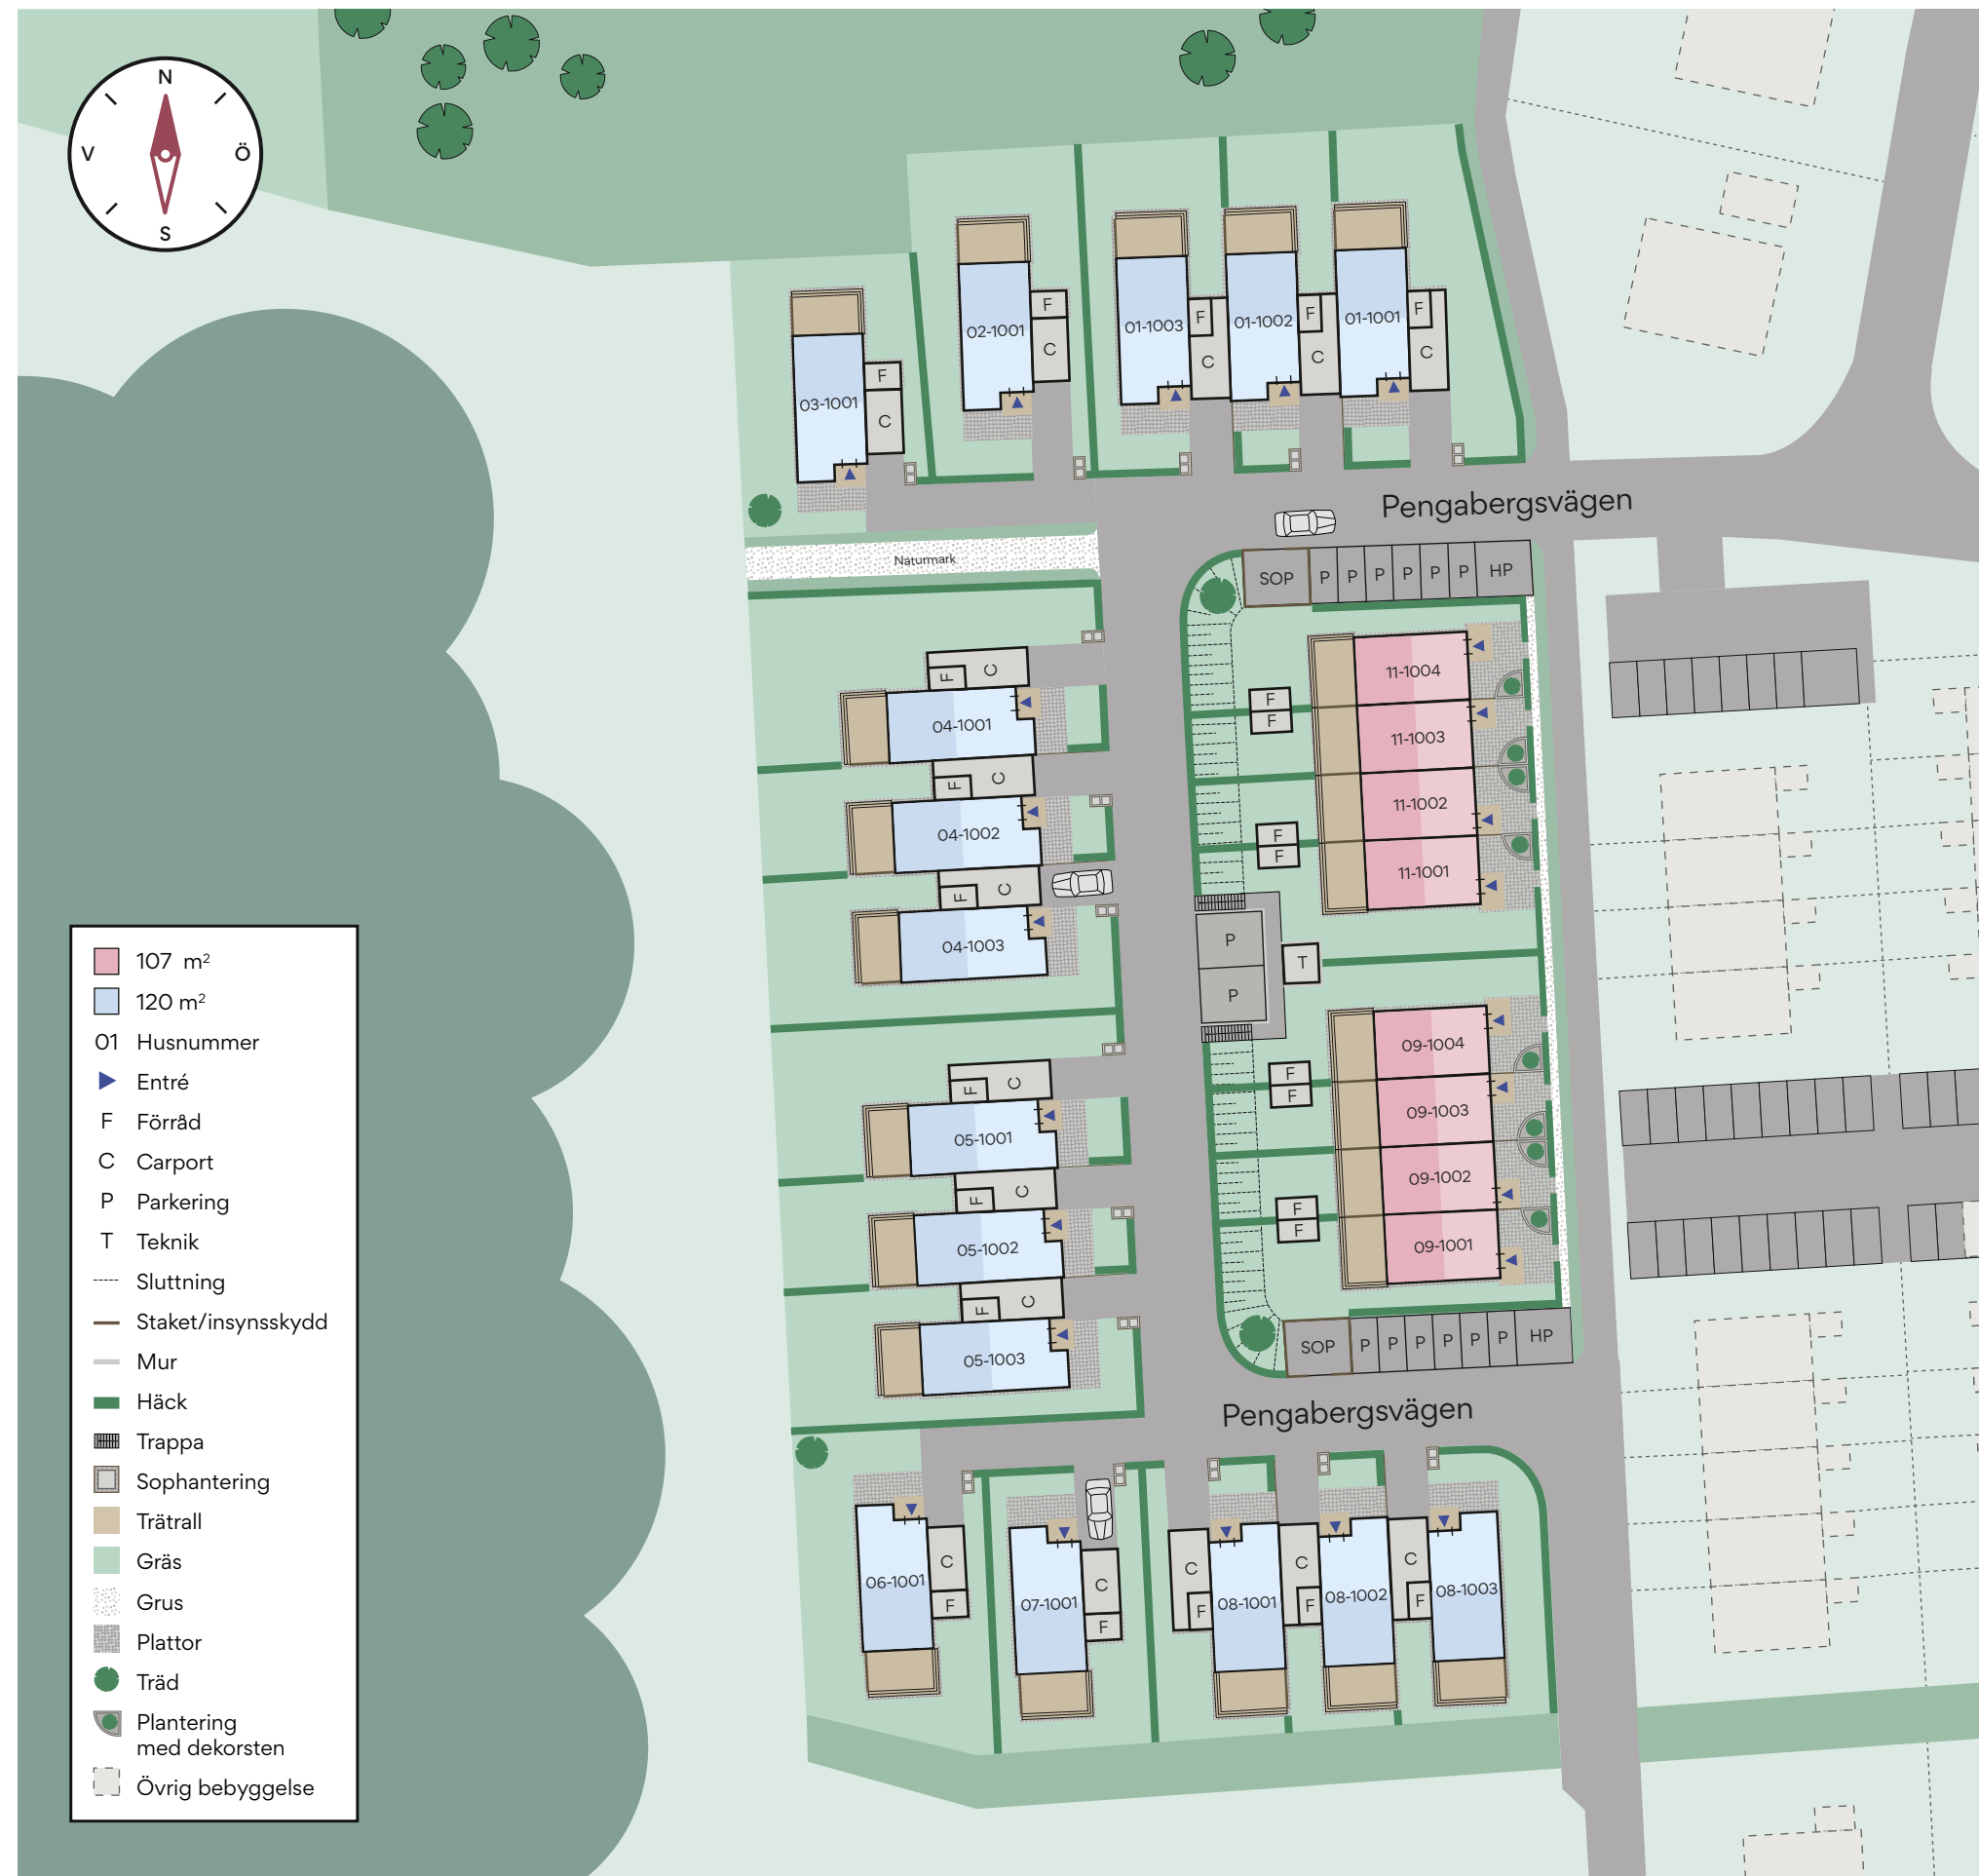 N
V
Ö
S
02-1001
F
C
01-1003
F
C
01-1002
F
C
01-1001
F
C
03-1001
F
C
Pengabergsvägen
Naturmark
SOP
P
P
P
P
P
P
HP
C
F
04-1001
C
F
04-1002
C
F
04-1003
F
F
F
F
11-1004
11-1003
11-1002
11-1001
P
P
T
C
F
05-1001
C
F
05-1002
C
F
05-1003
F
F
F
F
09-1004
09-1003
09-1002
09-1001
SOP
P
P
P
P
P
P
HP
Pengabergsvägen
06-1001
C
F
07-1001
C
F
C
F
08-1001
C
F
08-1002
C
F
08-1003
107 m²
120 m²
01 Husnummer
Entré
F Förråd
C Carport
P Parkering
T Teknik
Sluttning
Staket/insynsskydd
Mur
Häck
Trappa
Sophantering
Trätrall
Gräs
Grus
Plattor
Träd
Plantering
med dekorsten
Övrig bebyggelse